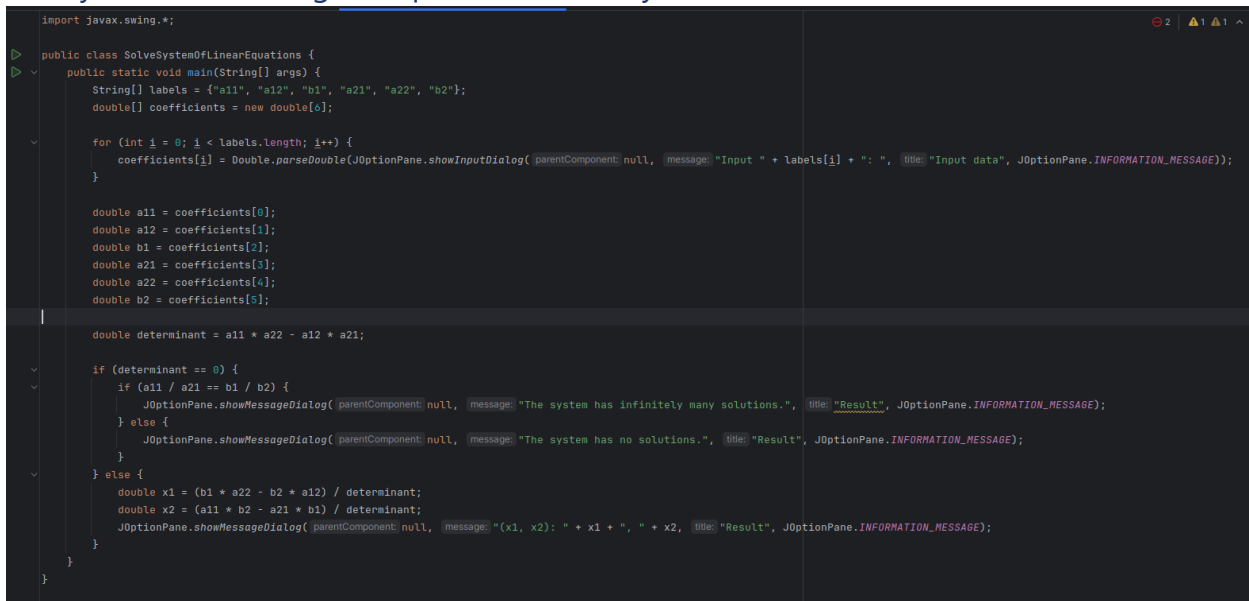 import javax.swing.*; 2 1 1
public class SolveSystemOfLinearEquations {
public static void main(String[] args) {
String[] labels = {"a11", "a12", "b1", "a21", "a22", "b2"};
double[] coefficients = new double[6];
for (int i = 0; i < labels.length; i++) {
coefficients[i] = Double.parseDouble(JOptionPane.showInputDialog( parentComponent: null, message: "Input " + labels[i] + ": ", title: "Input data", JOptionPane.INFORMATION_MESSAGE));
}
double a11 = coefficients[0];
double a12 = coefficients[1];
double b1 = coefficients[2];
double a21 = coefficients[3];
double a22 = coefficients[4];
double b2 = coefficients[5];
double determinant = a11 * a22 - a12 * a21;
if (determinant == 0) {
if (a11 / a21 == b1 / b2) {
JOptionPane.showMessageDialog( parentComponent: null, message: "The system has infinitely many solutions.", title: "Result", JOptionPane.INFORMATION_MESSAGE);
} else {
JOptionPane.showMessageDialog( parentComponent: null, message: "The system has no solutions.", title: "Result", JOptionPane.INFORMATION_MESSAGE);
}
} else {
double x1 = (b1 * a22 - b2 * a12) / determinant;
double x2 = (a11 * b2 - a21 * b1) / determinant;
JOptionPane.showMessageDialog( parentComponent: null, message: "(x1, x2): " + x1 + ", " + x2, title: "Result", JOptionPane.INFORMATION_MESSAGE);
}
}
}